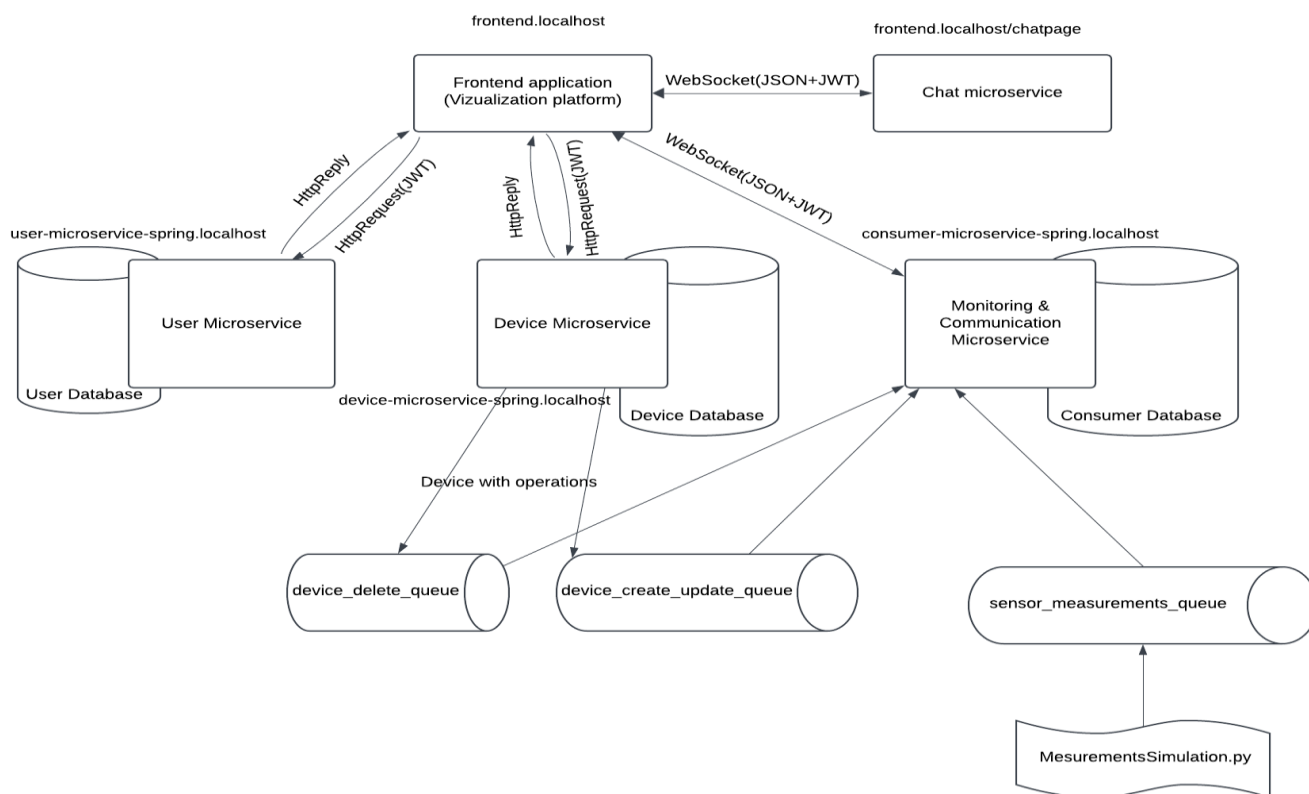 frontend.localhost
frontend.localhost/chatpage
Frontend application
(Vizualization platform)
WebSocket(JSON+JWT)
Chat microservice
HttpReply
HttpRequest(JWT)
HttpReply
HttpRequest(JWT)
WebSocket(JSON+JWT)
user-microservice-spring.localhost
consumer-microservice-spring.localhost
User Microservice
Device Microservice
Monitoring &
Communication
Microservice
User Database
device-microservice-spring.localhost
Device Database
Consumer Database
Device with operations
device_delete_queue
device_create_update_queue
sensor_measurements_queue
MesurementsSimulation.py